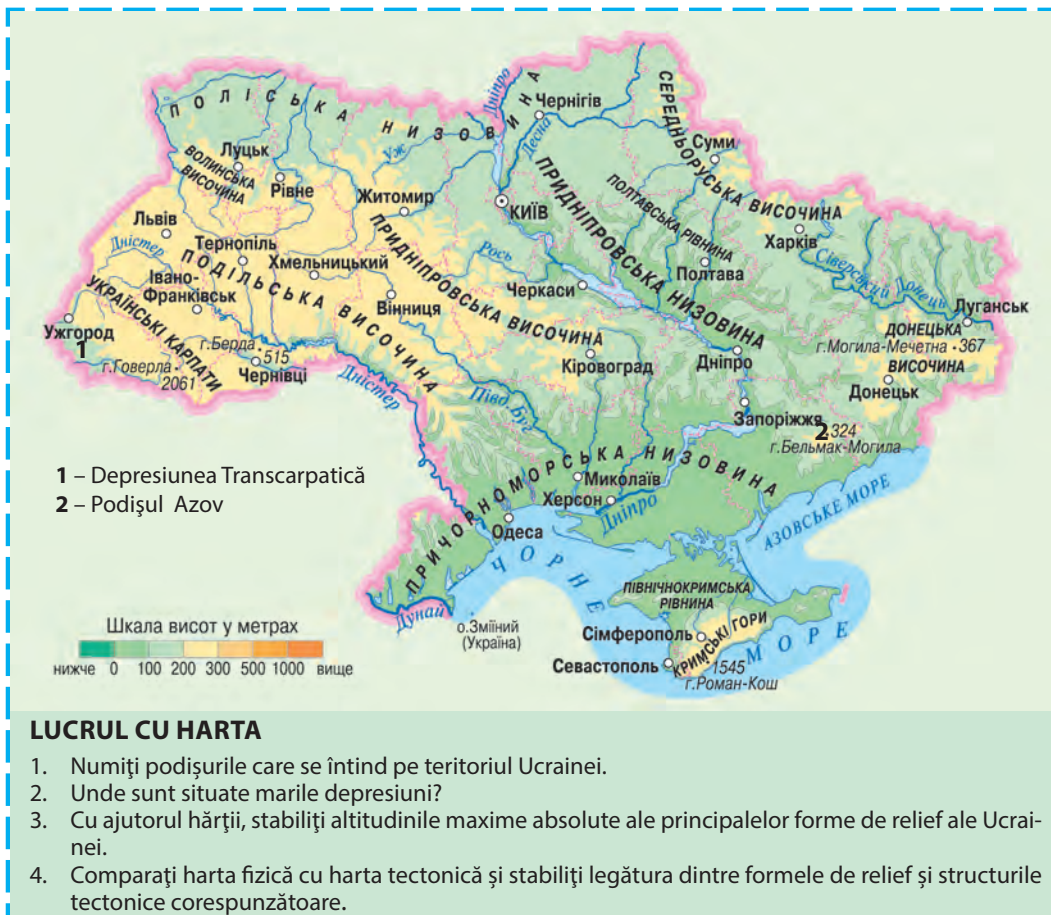 ПОЛІСЬКА НИЗОВИНА
Дніпро
Чернігів
Десна
СЕРЕДНЬОРУСЬКА ВИСОЧИНА
Суми
Уж
Луцьк
ВОЛИНСЬКА
ВИСОЧИНА
Рівне
Житомир
КИЇВ
ПРИДНІПРОВСЬКА НИЗОВИНА
ПОЛТАВСЬКА РІВНИНА
Харків
Львів
Дністер
Тернопіль
ПРИДНІПРОВСЬКА ВИСОЧИНА
Рось
Полтава
Сіверський Донець
Івано-
Франківськ
ПОДІЛЬСЬКА ВИСОЧИНА
Хмельницький
Вінниця
Черкаси
Луганськ
УКРАЇНСЬКІ КАРПАТИ
Ужгород
1
г.Говерла
2061
г.Берда
515
Чернівці
Дністер
Півд. Буг
Кіровоград
Дніпро
ДОНЕЦЬКА
г.Могила-Мечетна 367
ВИСОЧИНА
Донецьк
Запоріжжя
2 324
г.Бельмак-Могила
1 – Depresiunea Transcarpatică
2 – Podişul Azov
ПРИЧОРНОМОРСЬКА НИЗОВИНА
Миколаїв
Херсон
Дніпро
Одеса
АЗОВСЬКЕ МОРЕ
ЧОРНЕ МОРЕ
Дунай
о.Зміїний
(Україна)
ПІВНІЧНОКРИМСЬКА
РІВНИНА
Сімферополь
КРИМСЬКІ ГОРИ
Севастополь
1545
г.Роман-Кош
Шкала висот у метрах
нижче 0 100 200 300 500 1000 вище
LUCRUL CU HARTA
1. Numiţi podișurile care se întind pe teritoriul Ucrainei.
2. Unde sunt situate marile depresiuni?
3. Cu ajutorul hărţii, stabiliţi altitudinile maxime absolute ale principalelor forme de relief ale Ucrai-
nei.
4. Comparaţi harta fizică cu harta tectonică și stabiliţi legătura dintre formele de relief și structurile
tectonice corespunzătoare.